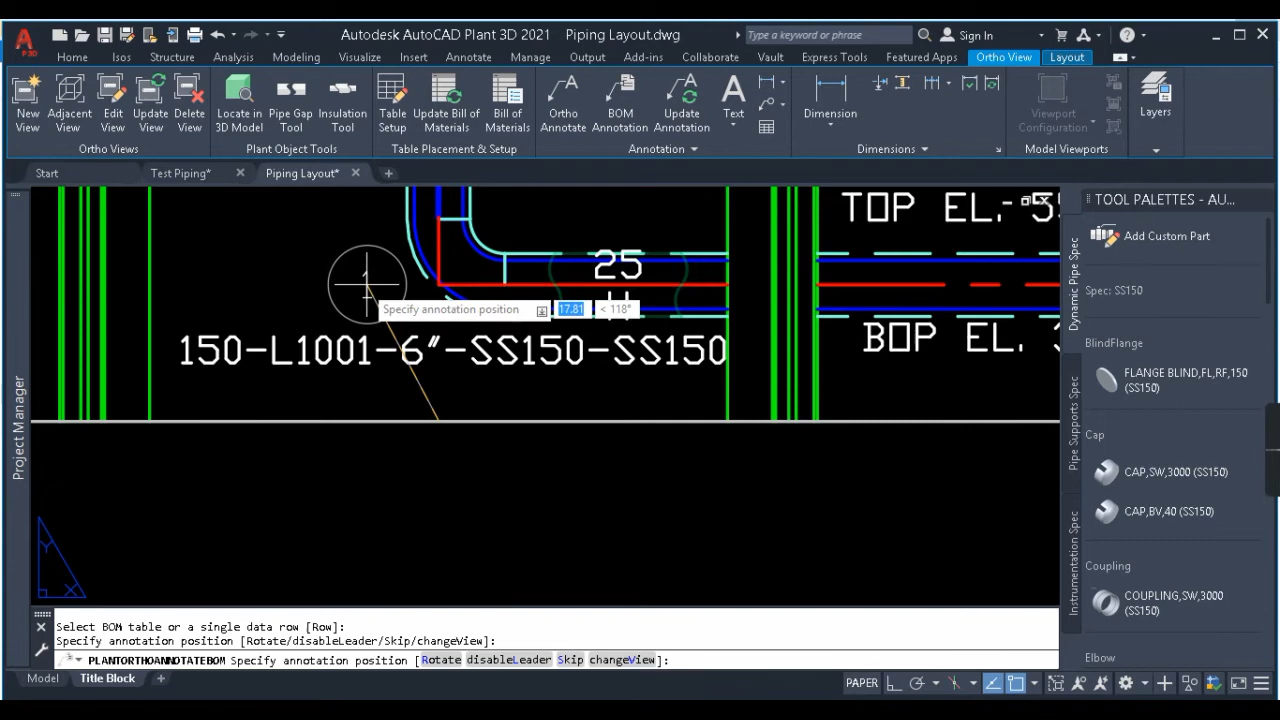 Autodesk AutoCAD Plant 3D 2021 Piping Layout.dwg
Type a keyword or phrase
Sign In
P3D
Home Isos Structure Analysis Modeling Visualize Insert Annotate Manage Output Add-ins Collaborate Vault Express Tools Featured Apps Ortho View Layout
New View
Adjacent View
Edit View
Update View
Delete View
Locate in 3D Model
Pipe Gap Tool
Insulation Tool
Table Setup
Update Bill of Materials
Bill of Materials
Ortho Annotate
BOM Annotation
Update Annotation
Text
Dimension
Viewport Configuration
Layers
Ortho Views
Plant Object Tools
Table Placement & Setup
Annotation
Dimensions
Model Viewports
Start
Test Piping*
Piping Layout*
Project Manager
TOP EL.
25
BOP EL.
150-L1001-6″-SS150-SS150
Specify annotation position 17.81 < 118°
Y
X
TOOL PALETTES - AU...
Dynamic Pipe Spec
Pipe Supports Spec
Instrumentation Spec
Add Custom Part
Spec: SS150
BlindFlange
FLANGE BLIND,FL,RF,150
(SS150)
Cap
CAP,SW,3000 (SS150)
CAP,BV,40 (SS150)
Coupling
COUPLING,SW,3000
(SS150)
Elbow
Select BOM table or a single data row [Row]:
Specify annotation position [Rotate/disableLeader/Skip/changeView]:
PLANTORTHOANNOTATEBOM Specify annotation position [Rotate disableLeader Skip changeView]:
Model
Title Block
PAPER